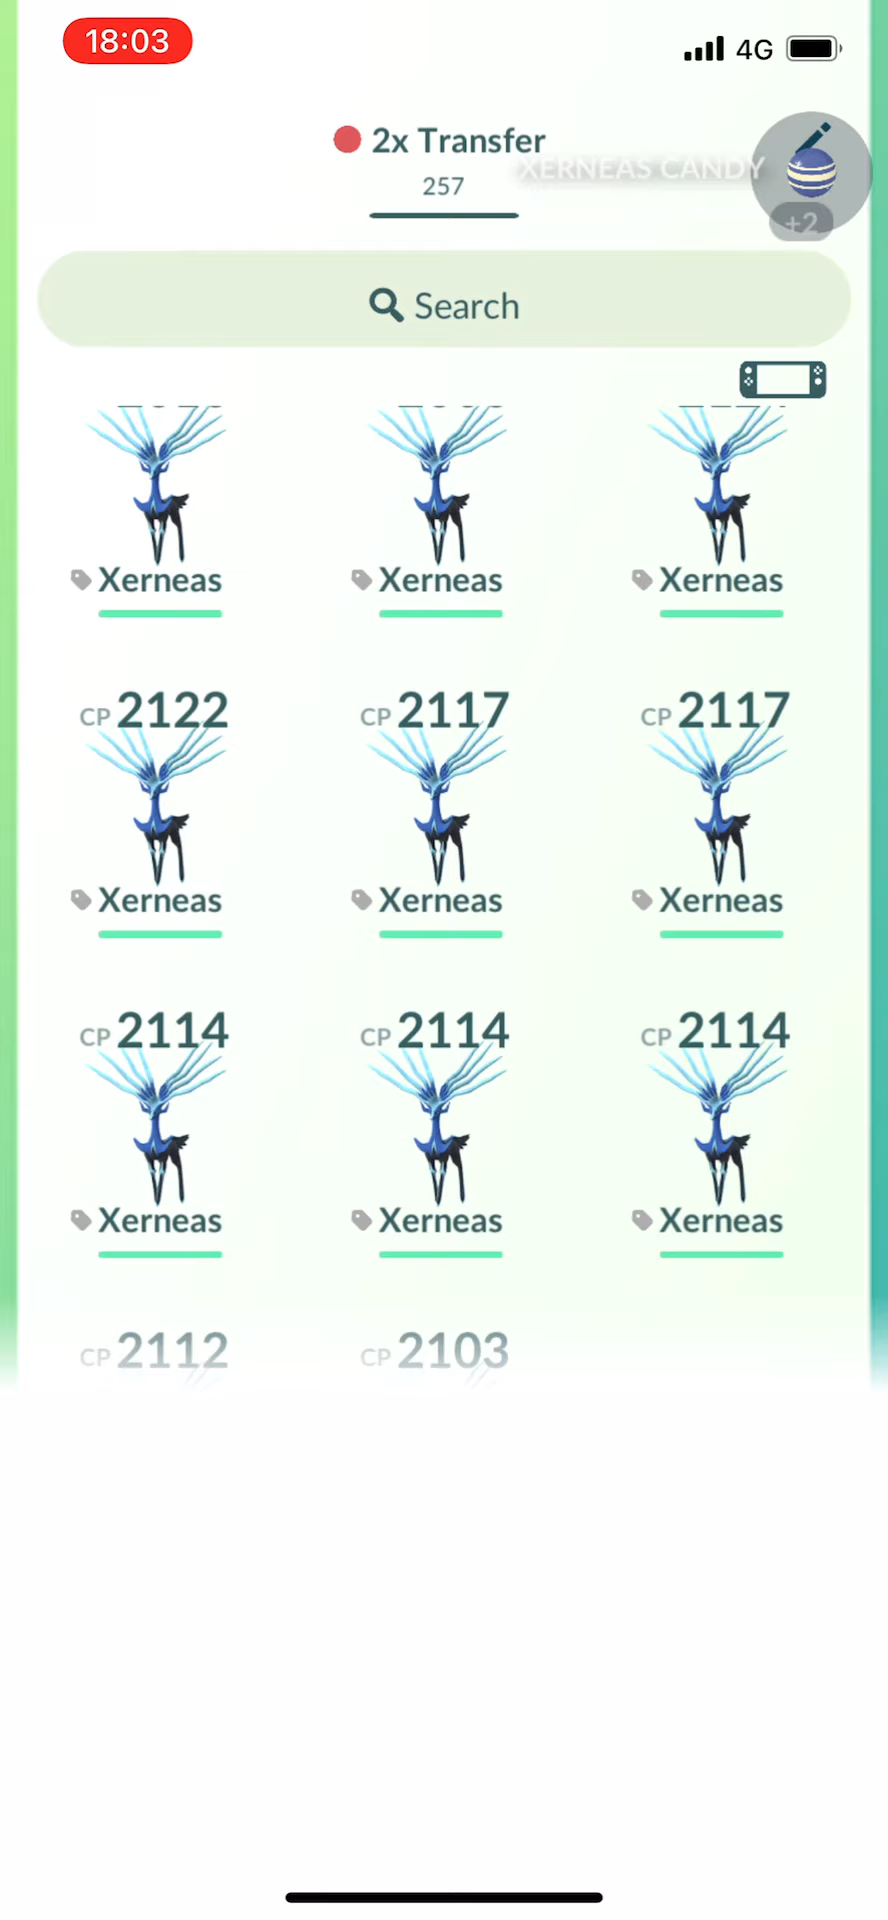 18:03
4G
2x Transfer
XERNEAS CANDY
257
+2
Search
Xerneas Xerneas Xerneas
CP 2122 CP 2117 CP 2117
Xerneas Xerneas Xerneas
CP 2114 CP 2114 CP 2114
Xerneas Xerneas Xerneas
CP 2112 CP 2103